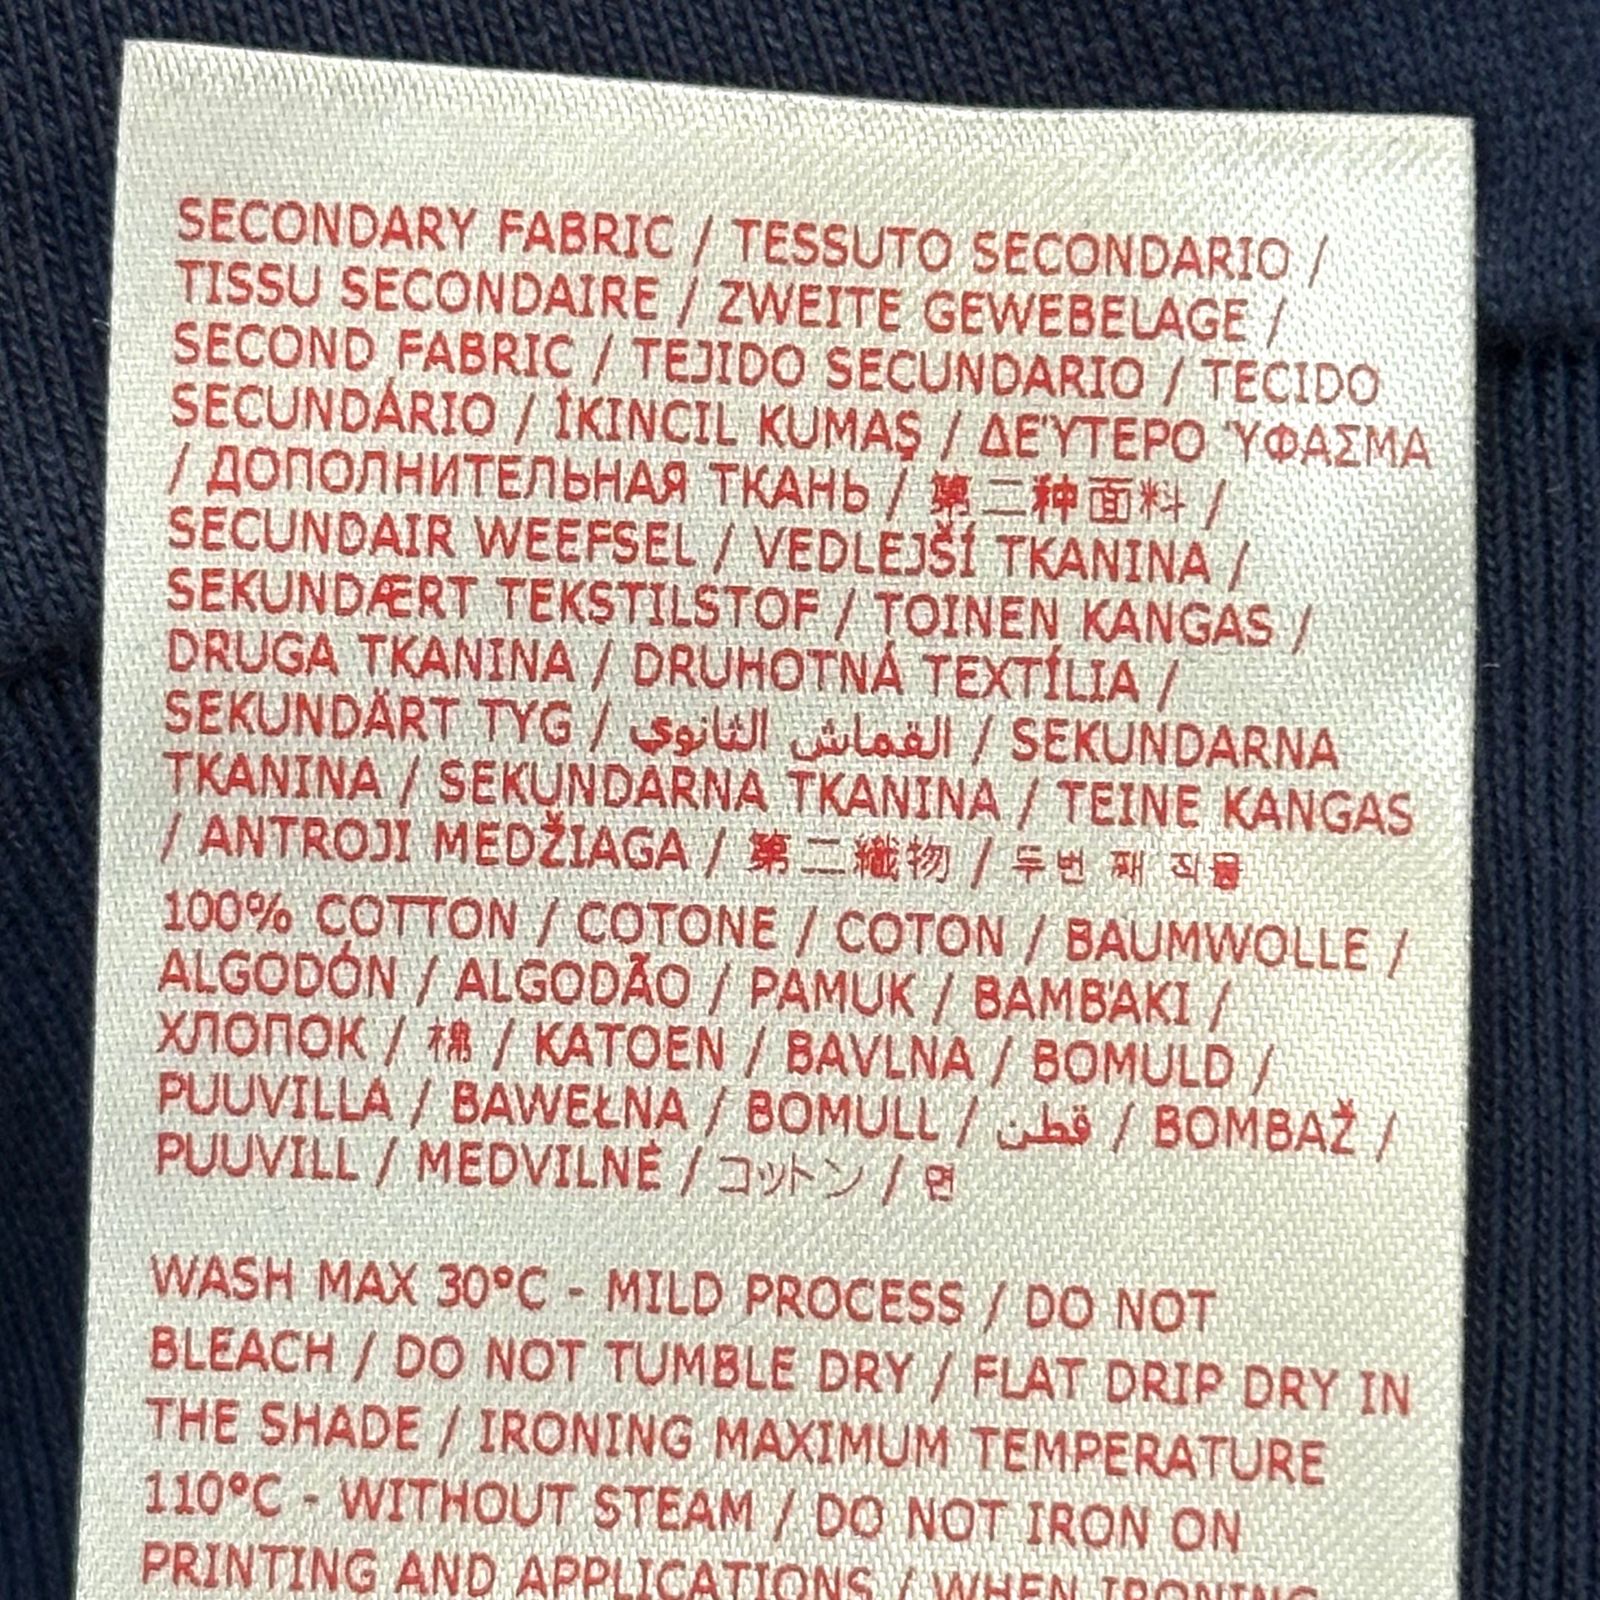 SECONDARY FABRIC / TESSUTO SECONDARIO /
TISSU SECONDAIRE / ZWEITE GEWEBELAGE /
SECOND FABRIC / TEJIDO SECUNDARIO / TECIDO
SECUNDÁRIO / İKINCIL KUMAŞ / ΔΕΎΤΕΡΟ ΎΦΑΣΜΑ
/ ДОПОЛНИТЕЛЬНАЯ ТКАНЬ / 第二种面料 /
SECUNDAIR WEEFSEL / VEDLEJŠÍ TKANINA /
SEKUNDÆRT TEKSTILSTOF / TOINEN KANGAS /
DRUGA TKANINA / DRUHOTNÁ TEXTÍLIA /
SEKUNDÄRT TYG / القماش الثانوي / SEKUNDARNA
TKANINA / SEKUNDARNA TKANINA / TEINE KANGAS
/ ANTROJI MEDŽIAGA / 第二織物 / 두번 째 직물
100% COTTON / COTONE / COTON / BAUMWOLLE /
ALGODÓN / ALGODÃO / PAMUK / ΒΑΜΒΆΚΙ /
ХЛОПОК / 棉 / KATOEN / BAVLNA / BOMULD /
PUUVILLA / BAWEŁNA / BOMULL / قطن / BOMBAŽ /
PUUVILL / MEDVILNĖ / コットン / 면
WASH MAX 30°C - MILD PROCESS / DO NOT
BLEACH / DO NOT TUMBLE DRY / FLAT DRIP DRY IN
THE SHADE / IRONING MAXIMUM TEMPERATURE
110°C - WITHOUT STEAM / DO NOT IRON ON
PRINTING AND APPLICATIONS / WHEN IRONING